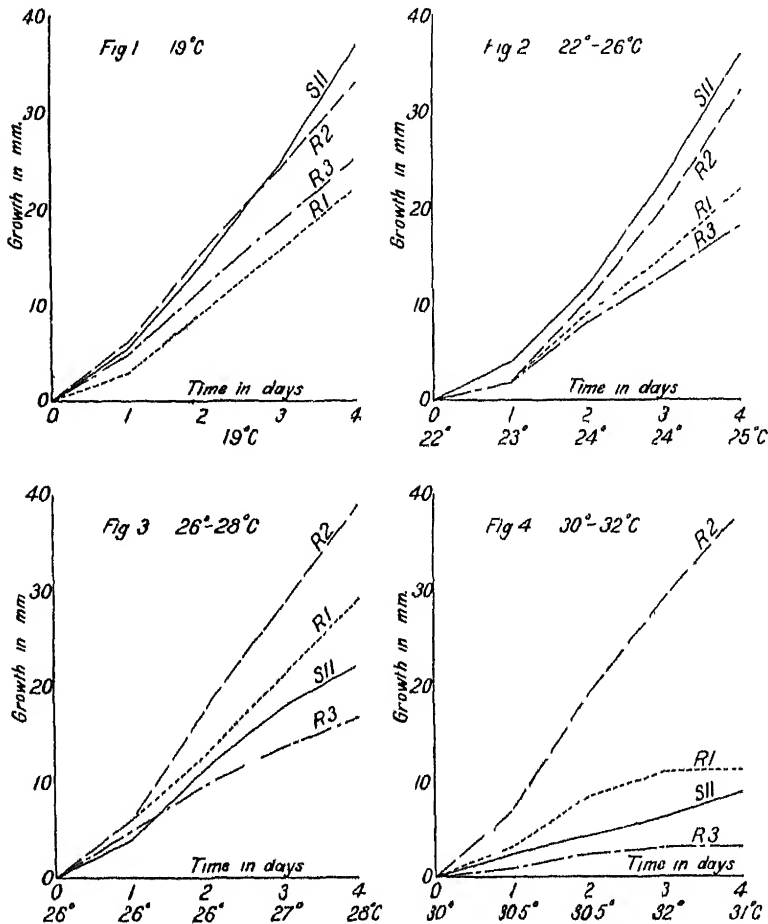 40
30
20
10
0
Growth in mm.
Fig 1 19°C
S11
R2
R3
R1
Time in days
0 1 2 3 4
19°C
40
30
20
10
0
Growth in mm
Fig 2 22°-26°C
S11
R2
R1
R3
Time in days
0 1 2 3 4
22° 23° 24° 24° 25°C
40
30
20
10
0
Growth in mm
Fig 3 26°-28°C
R2
R1
S11
R3
Time in days
0 1 2 3 4
26° 26° 26° 27° 28°C
40
30
20
10
0
Growth in mm.
Fig 4 30°-32°C
R2
R1
S11
R3
Time in days
0 1 2 3 4
30° 30.5° 30.5° 32° 31°C